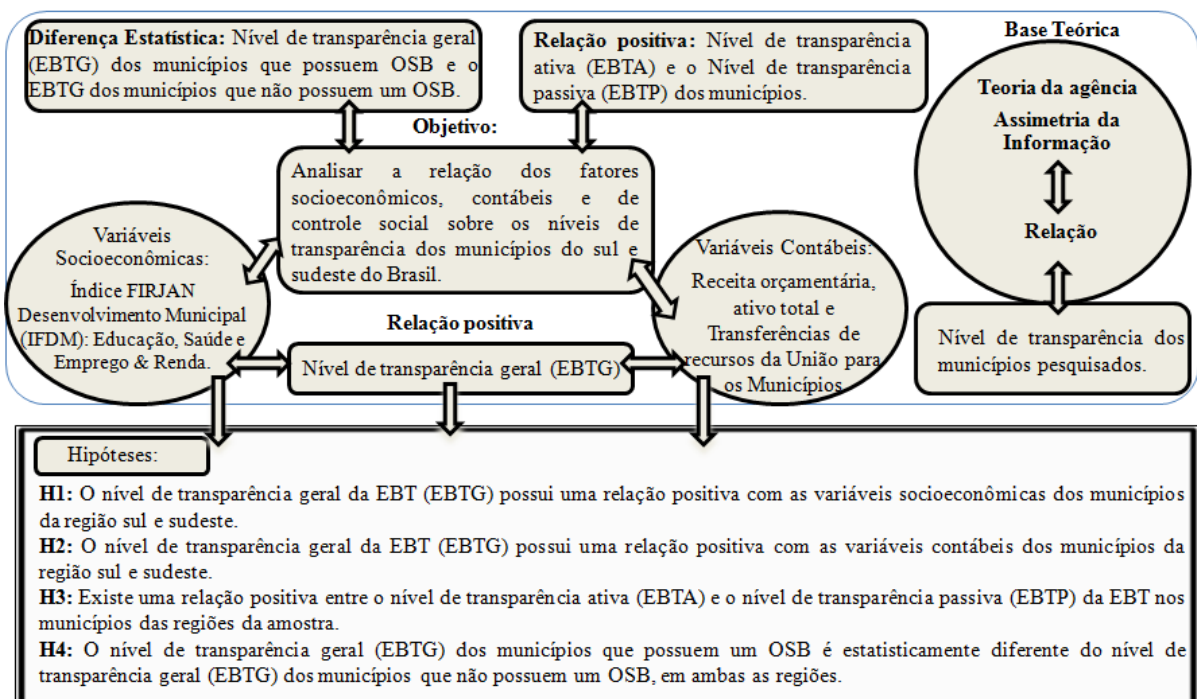 Diferença Estatística: Nível de transparência geral
(EBTG) dos municípios que possuem OSB e o
EBTG dos municípios que não possuem um OSB.
Relação positiva: Nível de transparência
ativa (EBTA) e o Nível de transparência
passiva (EBTP) dos municípios.
Base Teórica
Teoria da agência
Assimetria da
Informação
Relação
Nível de transparência dos
municípios pesquisados.
Objetivo:
Analisar a relação dos fatores
socioeconômicos, contábeis e de
controle social sobre os níveis de
transparência dos municípios do sul e
sudeste do Brasil.
Variáveis
Socioeconômicas:
Índice FIRJAN
Desenvolvimento Municipal
(IFDM): Educação, Saúde e
Emprego & Renda.
Relação positiva
Nível de transparência geral (EBTG)
Variáveis Contábeis:
Receita orçamentária,
ativo total e
Transferências de
recursos da União para
os Municípios.
Hipóteses:
H1: O nível de transparência geral da EBT (EBTG) possui uma relação positiva com as variáveis socioeconômicas dos municípios
da região sul e sudeste.
H2: O nível de transparência geral da EBT (EBTG) possui uma relação positiva com as variáveis contábeis dos municípios da
região sul e sudeste.
H3: Existe uma relação positiva entre o nível de transparência ativa (EBTA) e o nível de transparência passiva (EBTP) da EBT nos
municípios das regiões da amostra.
H4: O nível de transparência geral (EBTG) dos municípios que possuem um OSB é estatisticamente diferente do nível de
transparência geral (EBTG) dos municípios que não possuem um OSB, em ambas as regiões.